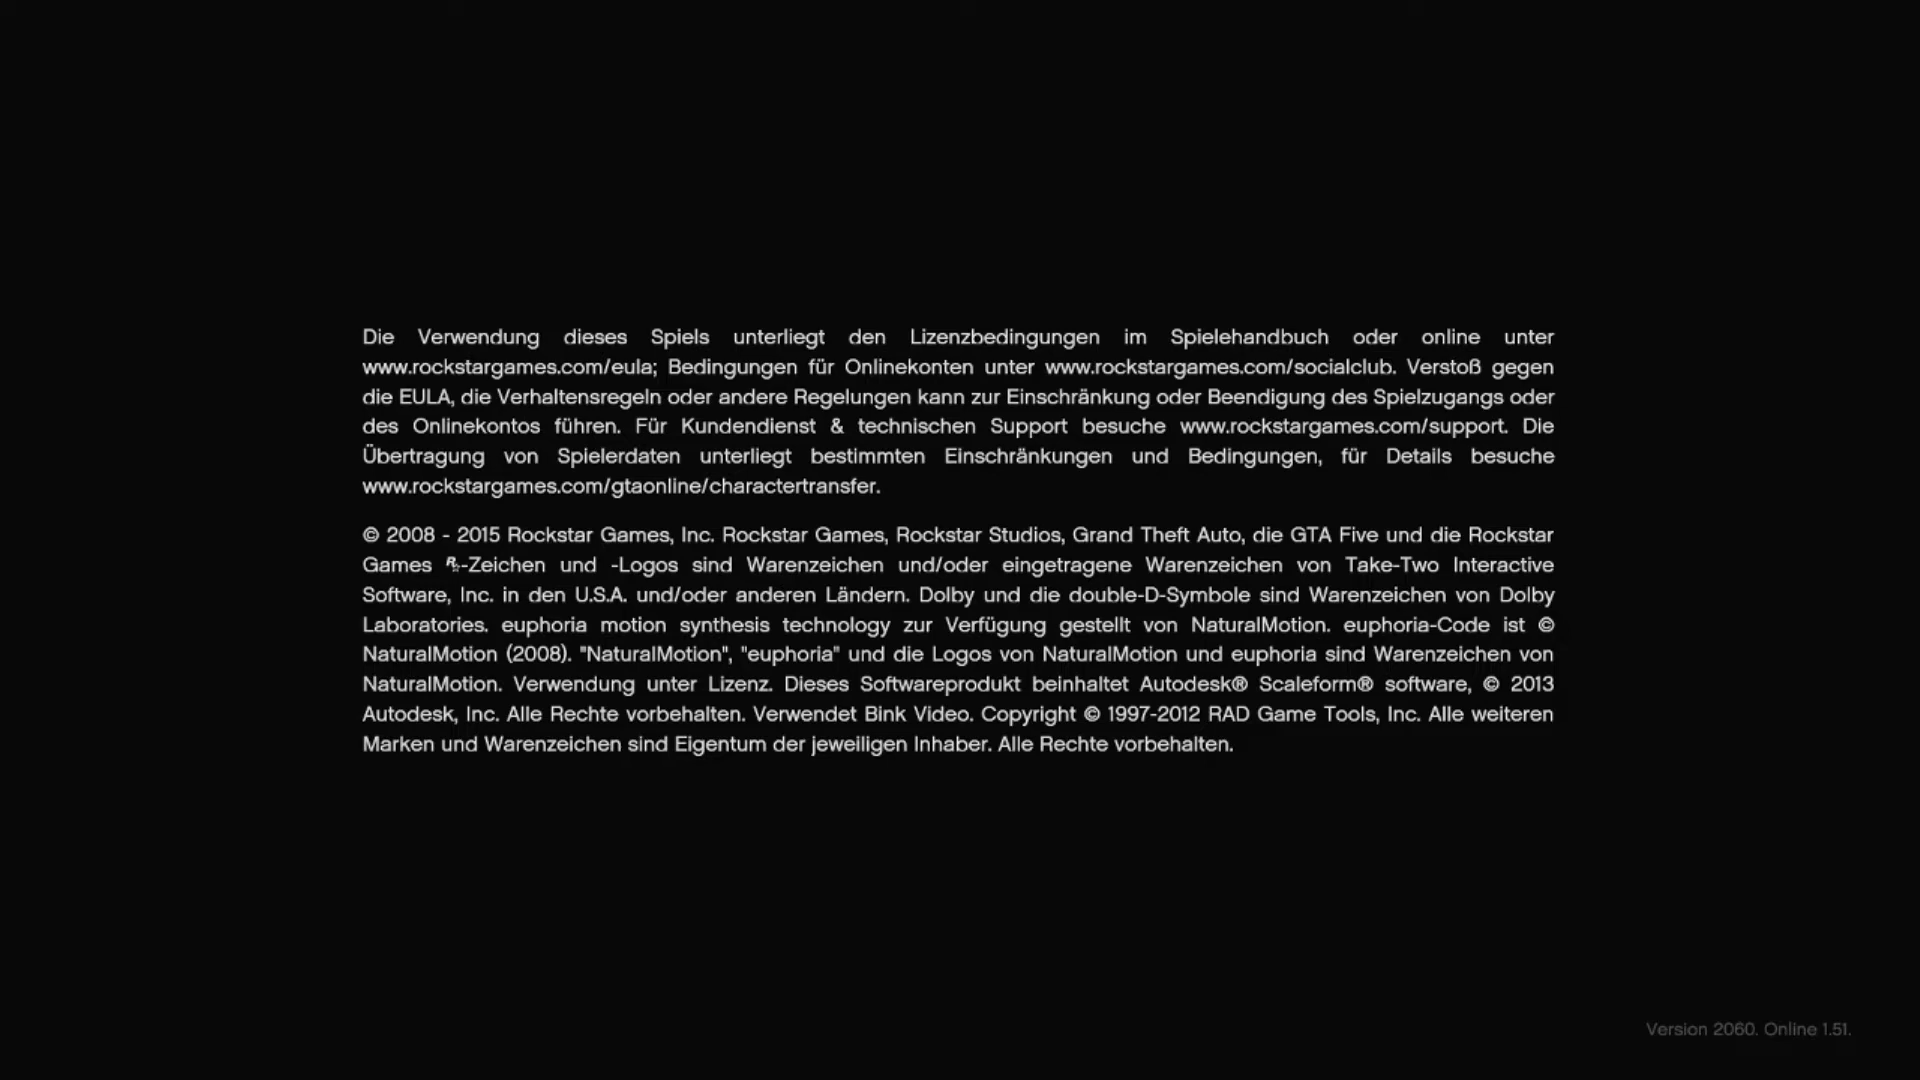 Die Verwendung dieses Spiels unterliegt den Lizenzbedingungen im Spielehandbuch oder online unter
www.rockstargames.com/eula; Bedingungen für Onlinekonten unter www.rockstargames.com/socialclub. Verstoß gegen
die EULA, die Verhaltensregeln oder andere Regelungen kann zur Einschränkung oder Beendigung des Spielzugangs oder
des Onlinekontos führen. Für Kundendienst & technischen Support besuche www.rockstargames.com/support. Die
Übertragung von Spielerdaten unterliegt bestimmten Einschränkungen und Bedingungen, für Details besuche
www.rockstargames.com/gtaonline/charactertransfer.
© 2008 - 2015 Rockstar Games, Inc. Rockstar Games, Rockstar Studios, Grand Theft Auto, die GTA Five und die Rockstar
Games R*-Zeichen und -Logos sind Warenzeichen und/oder eingetragene Warenzeichen von Take-Two Interactive
Software, Inc. in den U.S.A. und/oder anderen Ländern. Dolby und die double-D-Symbole sind Warenzeichen von Dolby
Laboratories. euphoria motion synthesis technology zur Verfügung gestellt von NaturalMotion. euphoria-Code ist ©
NaturalMotion (2008). "NaturalMotion", "euphoria" und die Logos von NaturalMotion und euphoria sind Warenzeichen von
NaturalMotion. Verwendung unter Lizenz. Dieses Softwareprodukt beinhaltet Autodesk® Scaleform® software, © 2013
Autodesk, Inc. Alle Rechte vorbehalten. Verwendet Bink Video. Copyright © 1997-2012 RAD Game Tools, Inc. Alle weiteren
Marken und Warenzeichen sind Eigentum der jeweiligen Inhaber. Alle Rechte vorbehalten.
Version 2060. Online 1.51.